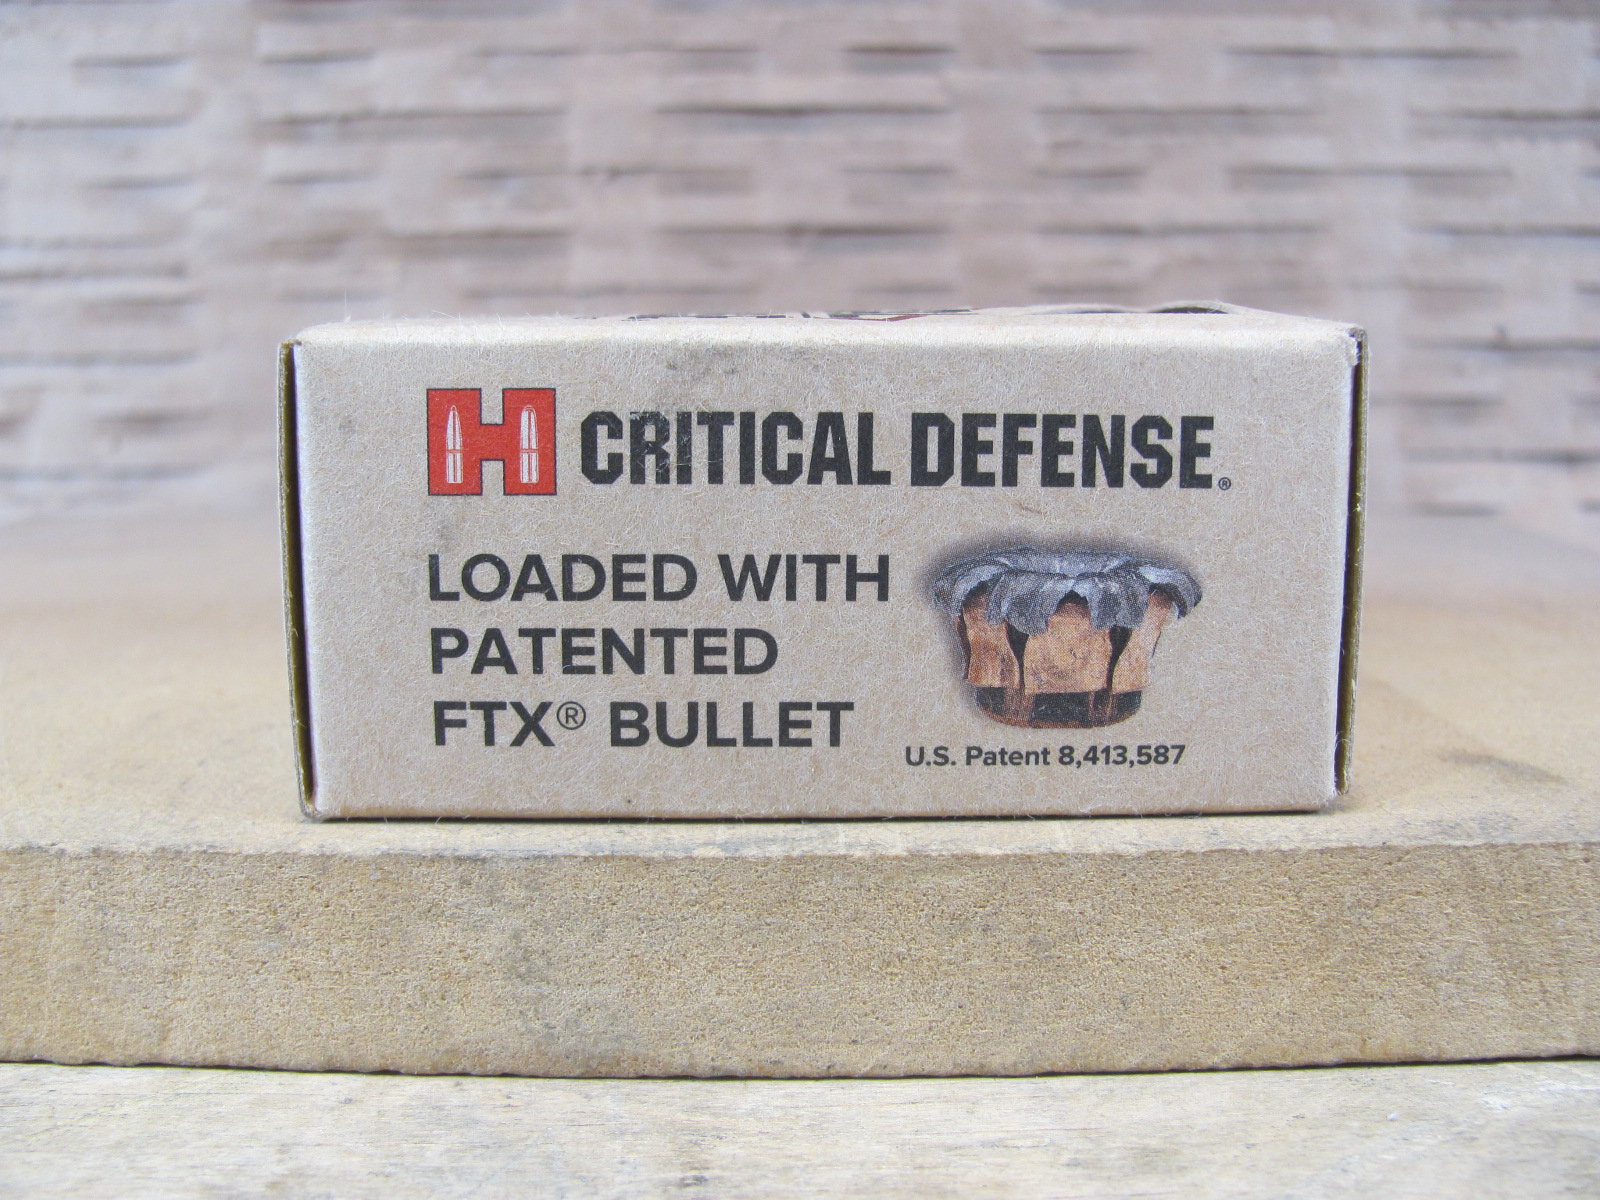 H CRITICAL DEFENSE®
LOADED WITH
PATENTED
FTX® BULLET
U.S. Patent 8,413,587